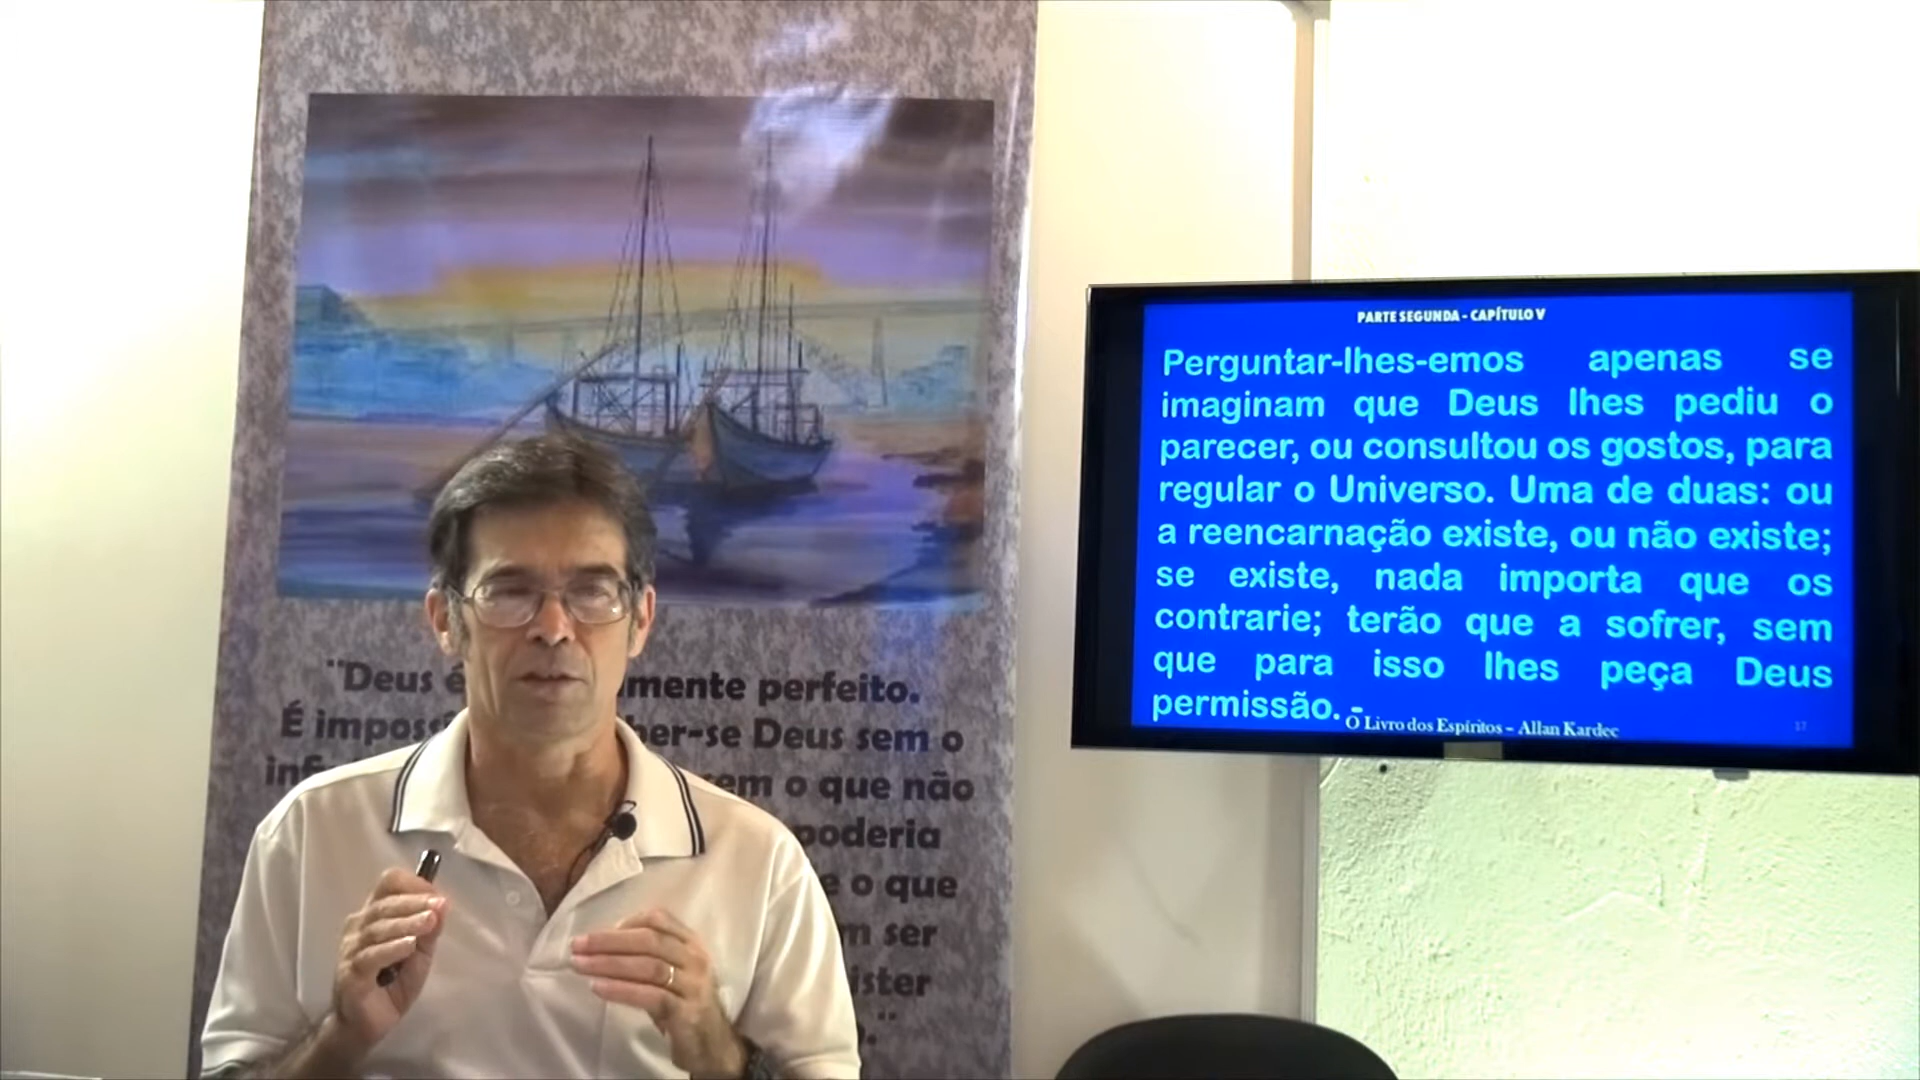 "Deus é mente perfeito.
É imposs ber-se Deus sem o
inf sem o que não
poderia
e o que
m ser
ister
."
PARTE SEGUNDA - CAPÍTULO V
Perguntar-lhes-emos apenas se
imaginam que Deus lhes pediu o
parecer, ou consultou os gostos, para
regular o Universo. Uma de duas: ou
a reencarnação existe, ou não existe;
se existe, nada importa que os
contrarie; terão que a sofrer, sem
que para isso lhes peça Deus
permissão. -
O Livro dos Espíritos – Allan Kardec
17